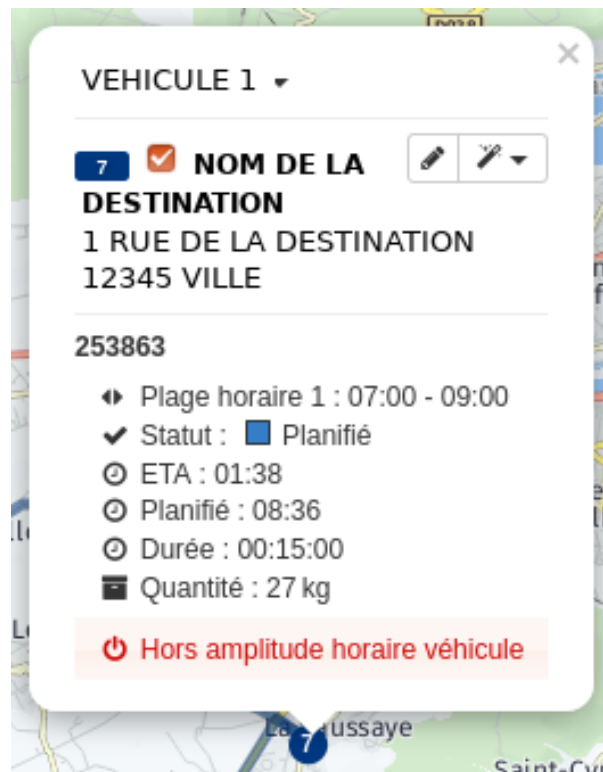 D038
VEHICULE 1
7 NOM DE LA
DESTINATION
1 RUE DE LA DESTINATION
12345 VILLE
253863
Plage horaire 1 : 07:00 - 09:00
Statut : Planifié
ETA : 01:38
Planifié : 08:36
Durée : 00:15:00
Quantité : 27 kg
Hors amplitude horaire véhicule
7